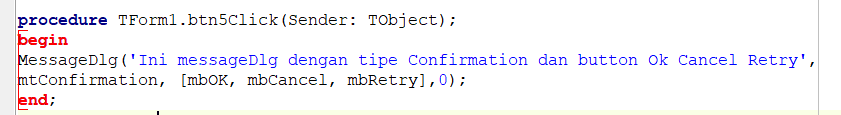 procedure TForm1.btn5Click(Sender: TObject);
begin
MessageDlg('Ini messageDlg dengan tipe Confirmation dan button Ok Cancel Retry',
mtConfirmation, [mbOK, mbCancel, mbRetry],0);
end;